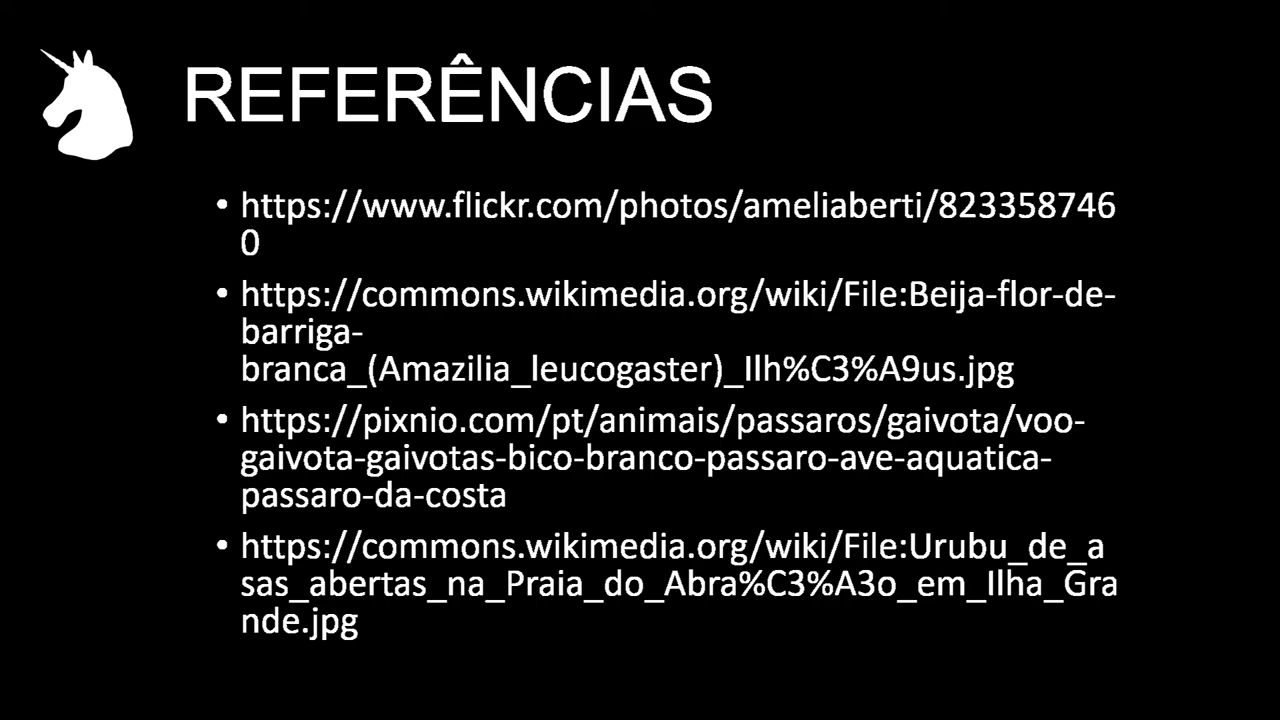 REFERÊNCIAS
• https://www.flickr.com/photos/ameliaberti/823358746
0
• https://commons.wikimedia.org/wiki/File:Beija-flor-de-
barriga-
branca_(Amazilia_leucogaster)_Ilh%C3%A9us.jpg
• https://pixnio.com/pt/animais/passaros/gaivota/voo-
gaivota-gaivotas-bico-branco-passaro-ave-aquatica-
passaro-da-costa
• https://commons.wikimedia.org/wiki/File:Urubu_de_a
sas_abertas_na_Praia_do_Abra%C3%A3o_em_Ilha_Gra
nde.jpg